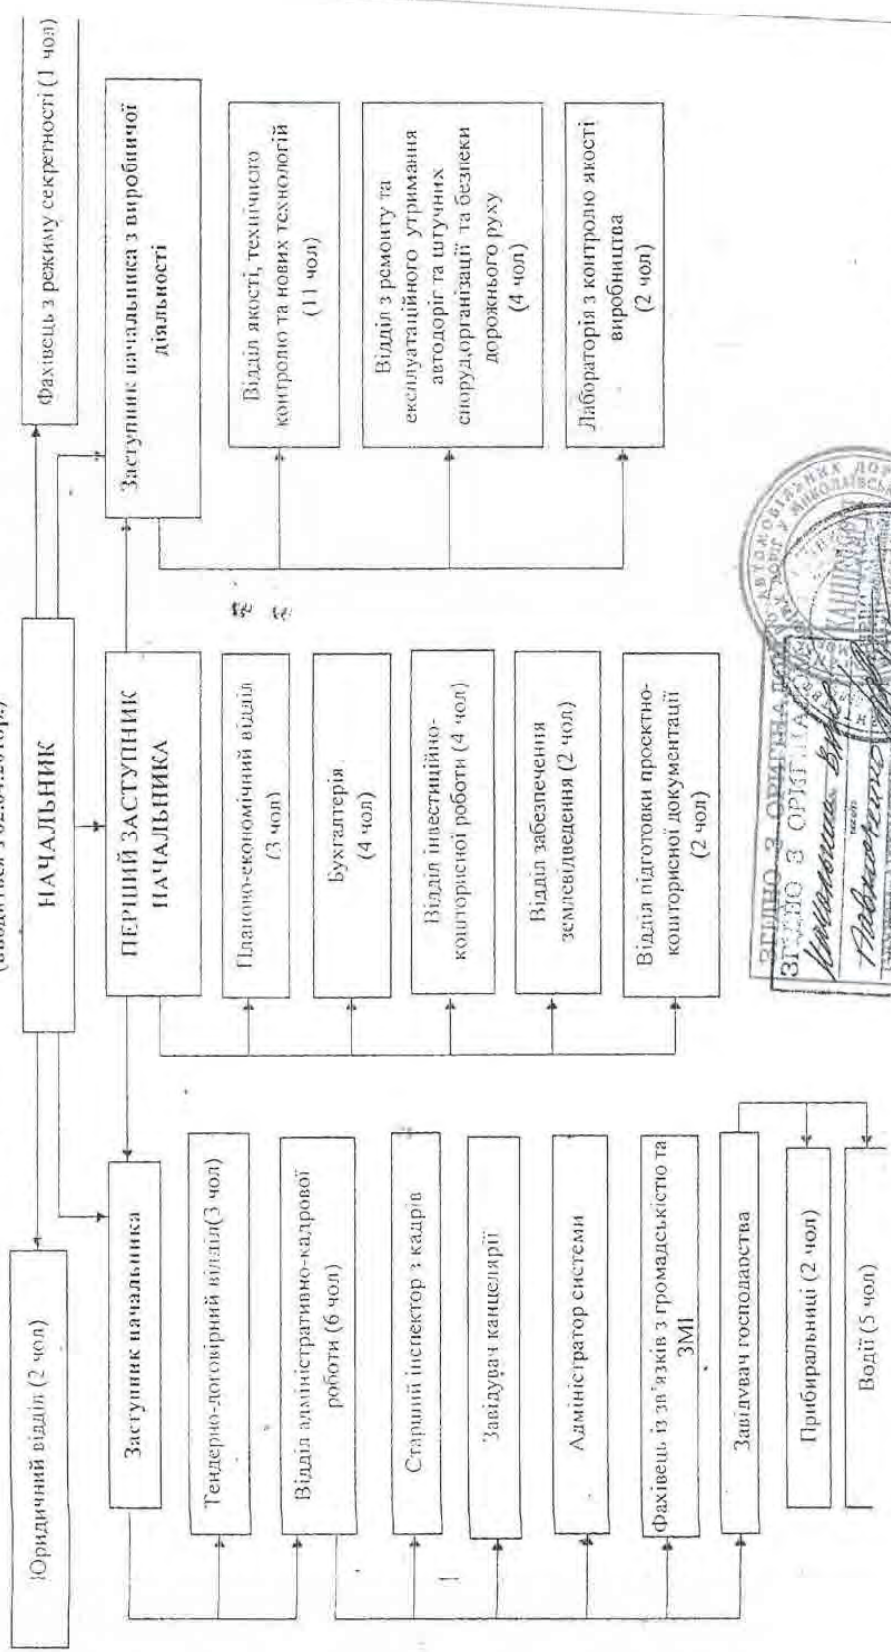 НАЧАЛЬНИК
Юридичний відділ (2 чол)
Фахівець з режиму секретності (1 чол)
Заступник начальника
ПЕРШИЙ ЗАСТУПНИК
НАЧАЛЬНИКА
Заступник начальника з виробничої
діяльності
Тендерно-договірний відділ(3 чол)
Відділ адміністративно-кадрової
роботи (6 чол)
Старший інспектор з кадрів
Завідувач канцелярії
Адміністратор системи
Фахівець із зв'язків з громадськістю та
ЗМІ
Завідувач господарства
Прибиральниці (2 чол)
Водії (5 чол)
Планово-економічний відділ
(3 чол)
Бухгалтерія
(4 чол)
Відділ інвестиційно-
кошторисної роботи (4 чол)
Відділ забезпечення
землевідведення (2 чол)
Відділ підготовки проектно-
кошторисної документації
(2 чол)
Відділ якості, технічного
контролю та нових технологій
(11 чол)
Відділ з ремонту та
експлуатаційного утримання
автодоріг та штучних
споруд,організації та безпеки
дорожнього руху
(4 чол)
Лабораторія з контролю якості
виробництва
(2 чол)
ЗГІДНО З ОРИГІНАЛОМ